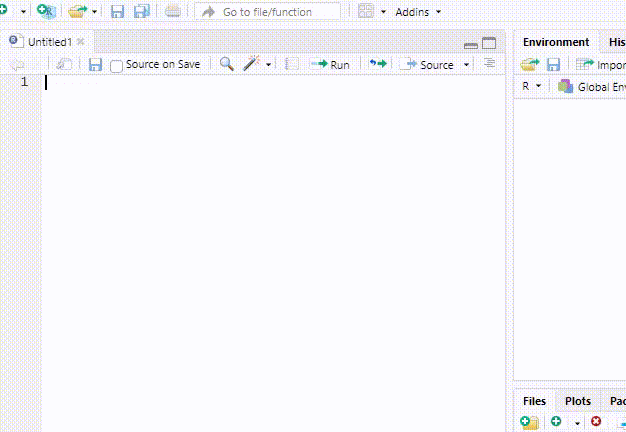 Go to file/function
Addins
Untitled1
Source on Save
Run
Source
1
Environment
His
Impor
R
Global Env
Files
Plots
Pac